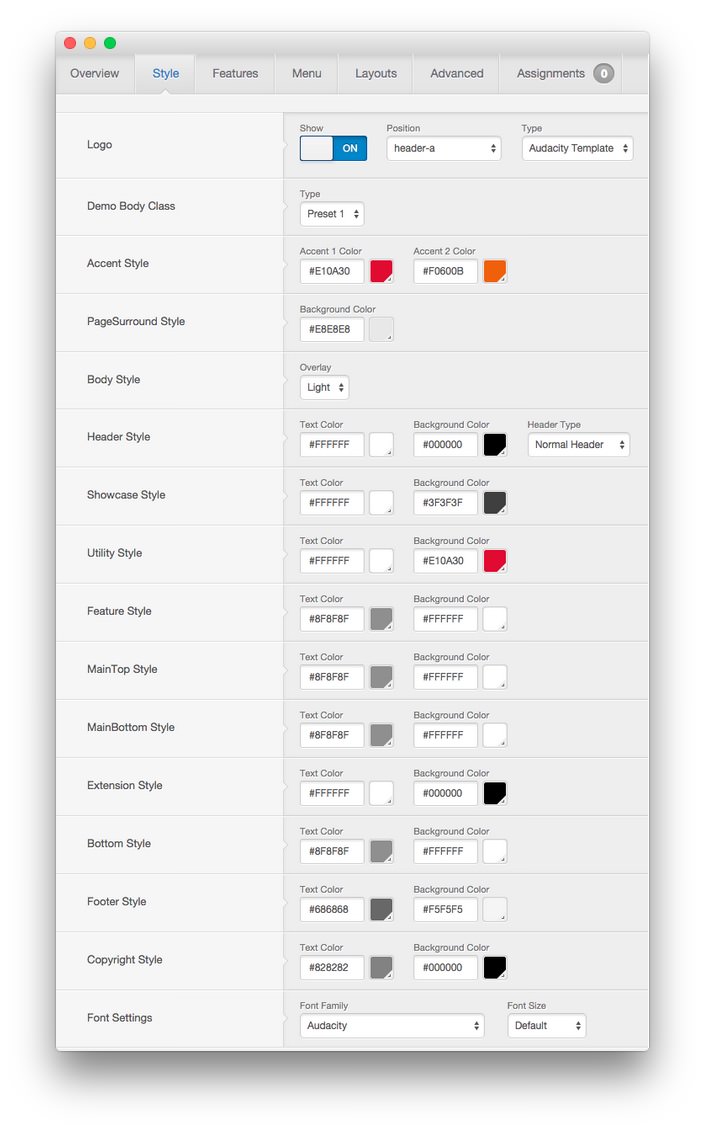 Overview Style Features Menu Layouts Advanced Assignments 0
Logo
Show Position Type
ON header-a Audacity Template
Demo Body Class
Type
Preset 1
Accent Style
Accent 1 Color Accent 2 Color
#E10A30 #F0600B
PageSurround Style
Background Color
#E8E8E8
Body Style
Overlay
Light
Header Style
Text Color Background Color Header Type
#FFFFFF #000000 Normal Header
Showcase Style
Text Color Background Color
#FFFFFF #3F3F3F
Utility Style
Text Color Background Color
#FFFFFF #E10A30
Feature Style
Text Color Background Color
#8F8F8F #FFFFFF
MainTop Style
Text Color Background Color
#8F8F8F #FFFFFF
MainBottom Style
Text Color Background Color
#8F8F8F #FFFFFF
Extension Style
Text Color Background Color
#FFFFFF #000000
Bottom Style
Text Color Background Color
#8F8F8F #FFFFFF
Footer Style
Text Color Background Color
#686868 #F5F5F5
Copyright Style
Text Color Background Color
#828282 #000000
Font Settings
Font Family Font Size
Audacity Default